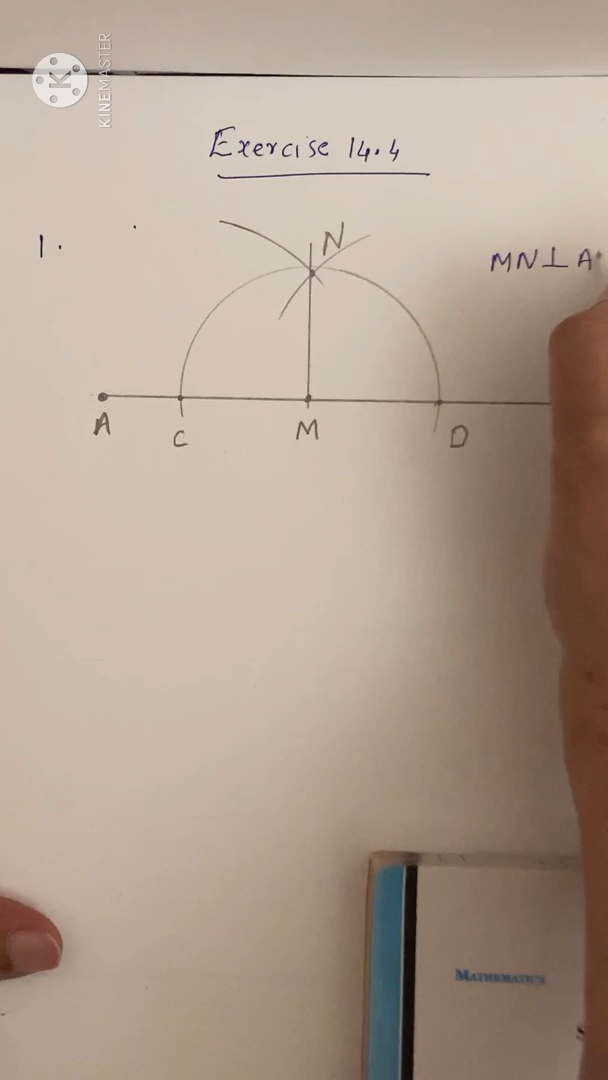 KINEMASTER
Exercise 14.4
1.
N
MN⊥A
A
C
M
D
MATHEMATICS